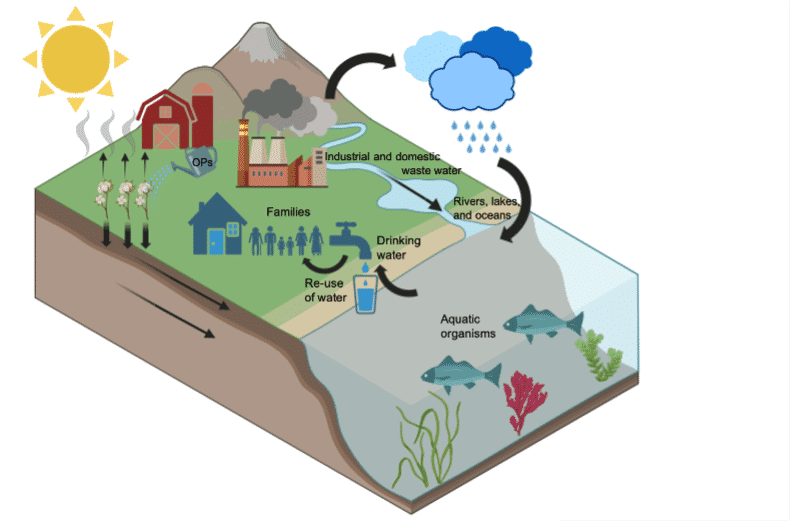 OPs
Industrial and domestic
waste water
Rivers, lakes,
and oceans
Families
Drinking
water
Re-use
of water
Aquatic
organisms